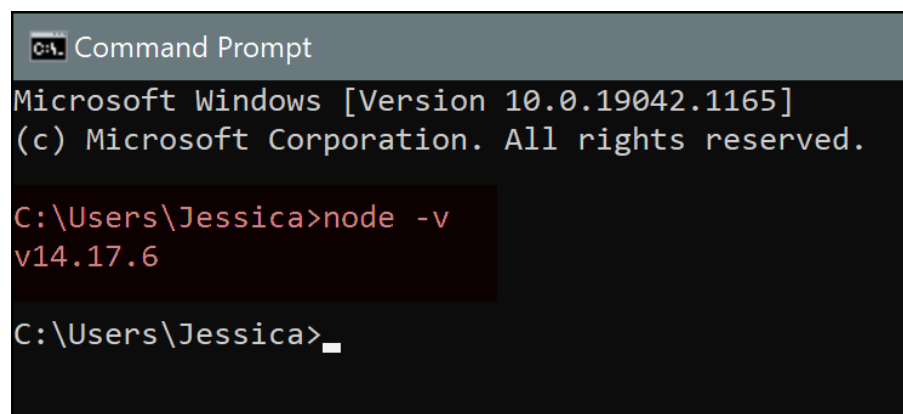 Command Prompt
Microsoft Windows [Version 10.0.19042.1165]
(c) Microsoft Corporation. All rights reserved.
C:\Users\Jessica>node -v
v14.17.6
C:\Users\Jessica>